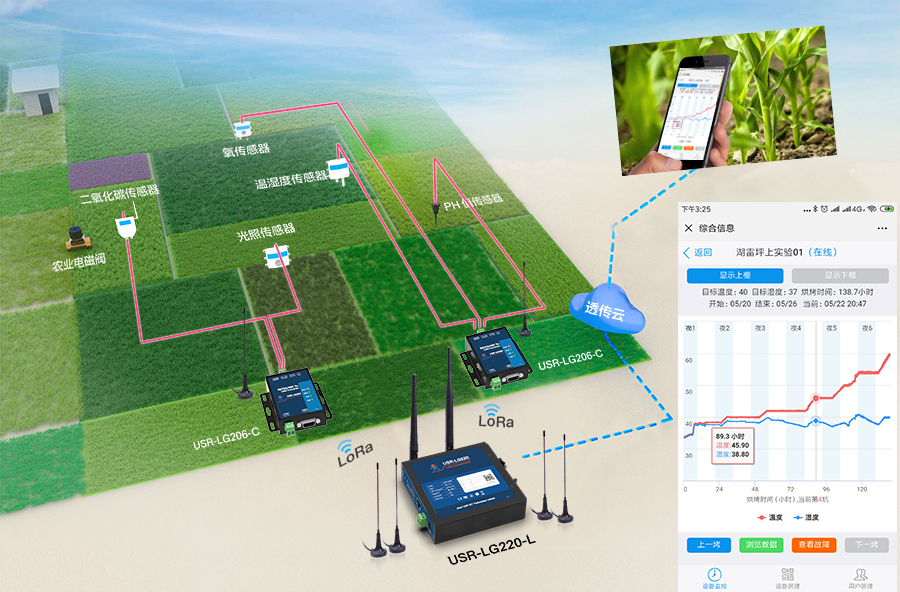 氧传感器
温湿度传感器
PH 值传感器
二氧化碳传感器
光照传感器
农业电磁阀
透传云
USR-LG206-C
USR-LG206-C
LoRa
LoRa
USR-LG220
USR-LG220-L
下午3:25
4G
综合信息
返回
湖雷坪上实验01（在线）
显示上棚
显示下棚
目标温度: 40 目标湿度: 37 烘烤时间: 138.7小时
开始: 05/20 结束: 05/26 当前: 05/22 20:47
夜1 夜2 夜3 夜4 夜5 夜6
60
50
40
30
89.3 小时
温度: 45.90
湿度: 38.80
0 24 48 72 96 120
烘烤时间 (小时) ,当前第4炕
温度 湿度
上一烤 浏览数据 查看故障 下一烤
设备监控 设备管理 用户管理